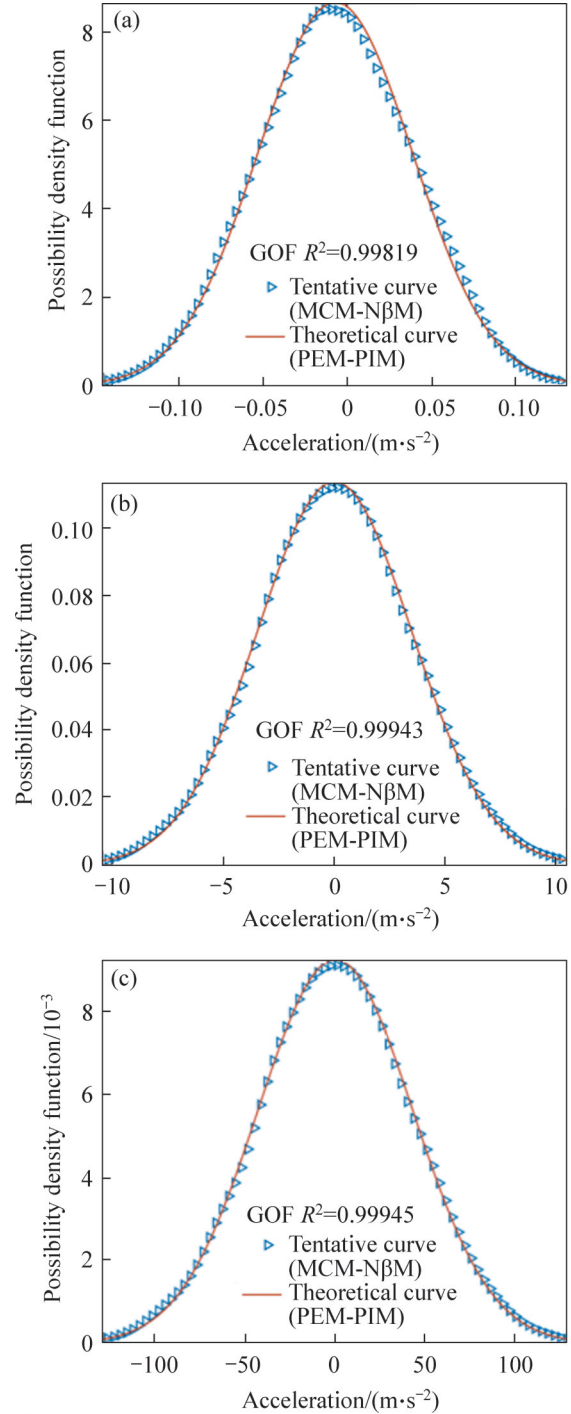 (a)
Possibility density function
8
6
4
2
0
GOF R²=0.99819
Tentative curve
(MCM-NβM)
Theoretical curve
(PEM-PIM)
−0.10 −0.05 0 0.05 0.10
Acceleration/(m·s⁻²)
(b)
Possibility density function
0.10
0.08
0.06
0.04
0.02
0
GOF R²=0.99943
Tentative curve
(MCM-NβM)
Theoretical curve
(PEM-PIM)
−10 −5 0 5 10
Acceleration/(m·s⁻²)
(c)
Possibility density function/10⁻³
8
6
4
2
0
GOF R²=0.99945
Tentative curve
(MCM-NβM)
Theoretical curve
(PEM-PIM)
−100 −50 0 50 100
Acceleration/(m·s⁻²)